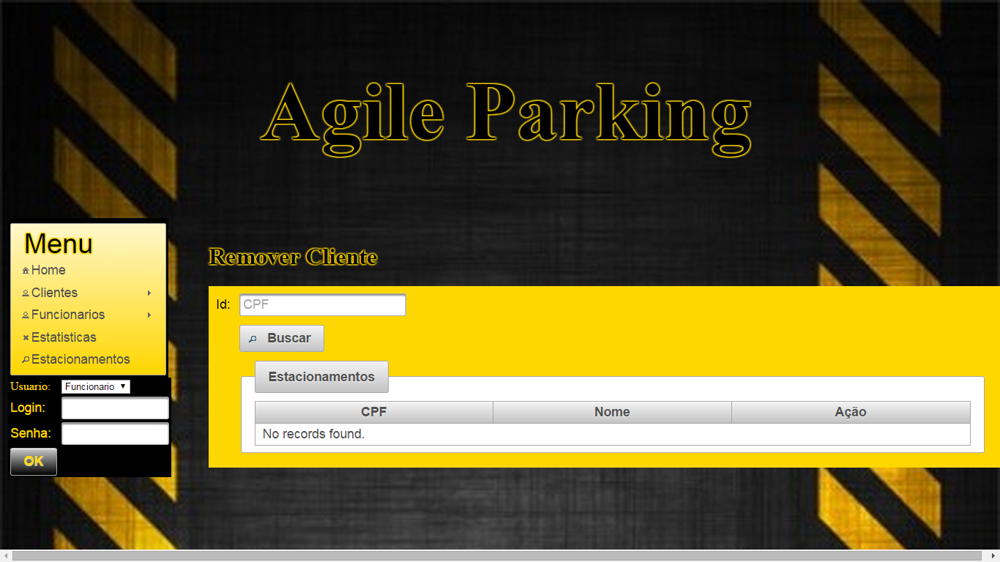 Agile Parking
Menu
Home
Clientes
Funcionarios
Estatisticas
Estacionamentos
Usuario: Funcionario
Login:
Senha:
OK
Remover Cliente
Id: CPF
Buscar
Estacionamentos
CPF Nome Ação
No records found.